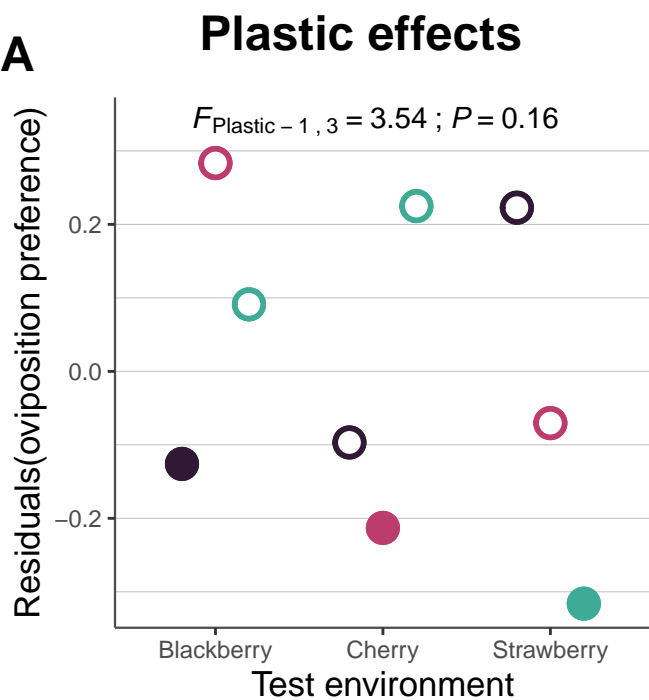 Plastic effects
A
F Plastic − 1 , 3 = 3.54 ; P = 0.16
Residuals(oviposition preference)
0.2
0.0
−0.2
Blackberry Cherry Strawberry
Test environment